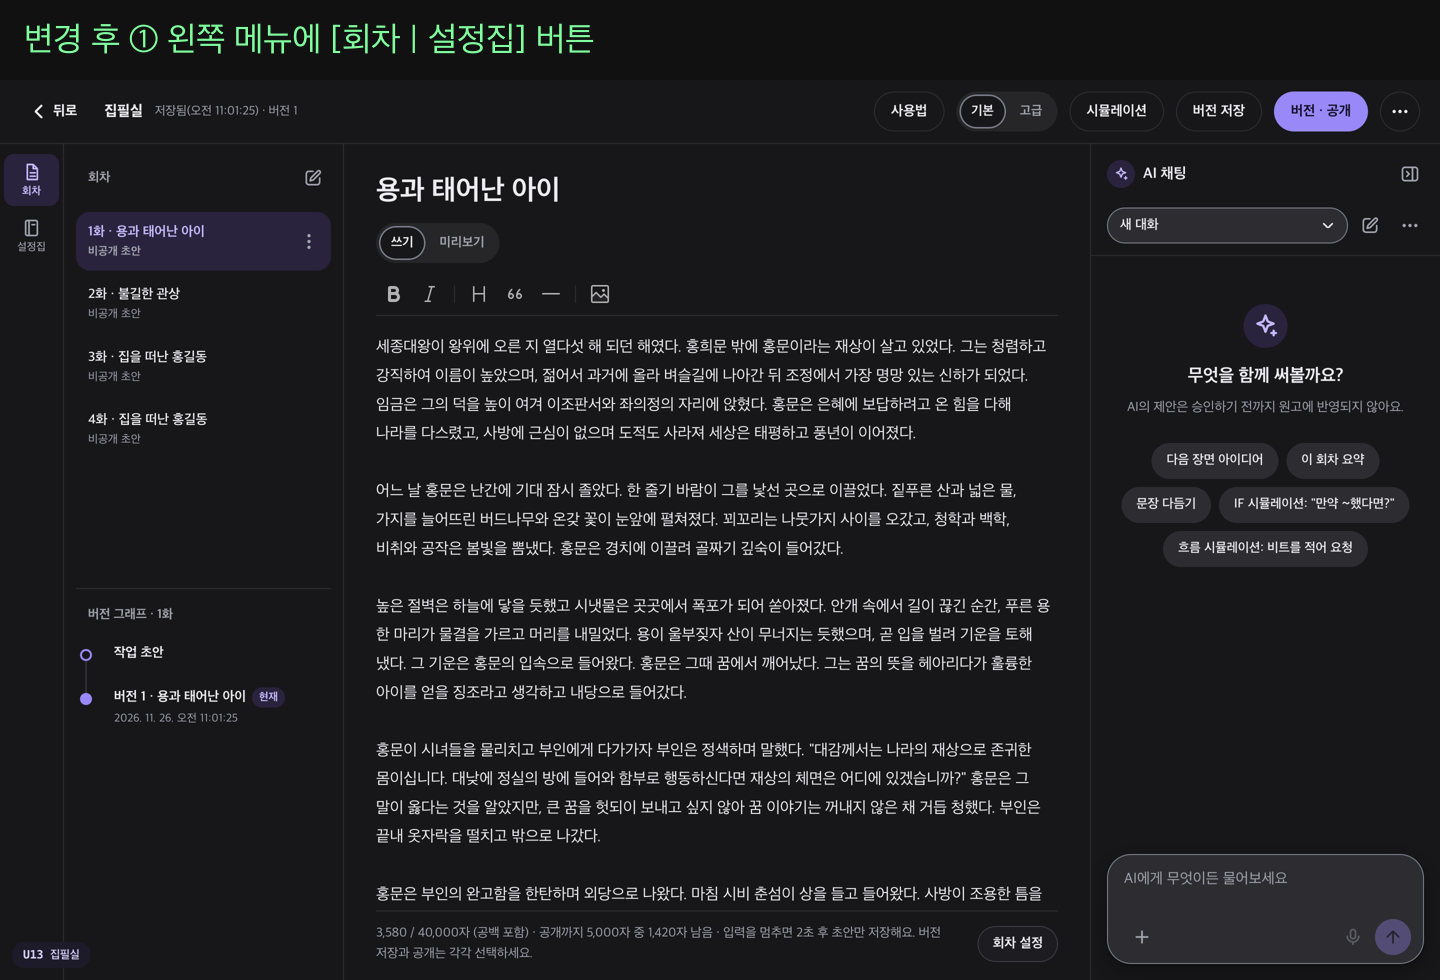 변경 후 ① 왼쪽 메뉴에 [회차 | 설정집] 버튼
뒤로
집필실
저장됨(오전 11:01:25) · 버전 1
사용법
기본
고급
시뮬레이션
버전 저장
버전 · 공개
회차
설정집
회차
1화 · 용과 태어난 아이
비공개 초안
2화 · 불길한 관상
비공개 초안
3화 · 집을 떠난 홍길동
비공개 초안
4화 · 집을 떠난 홍길동
비공개 초안
버전 그래프 · 1화
작업 초안
버전 1 · 용과 태어난 아이 현재
2026. 11. 26. 오전 11:01:25
U13 집필실
용과 태어난 아이
쓰기
미리보기
세종대왕이 왕위에 오른 지 열다섯 해 되던 해였다. 홍희문 밖에 홍문이라는 재상이 살고 있었다. 그는 청렴하고
강직하여 이름이 높았으며, 젊어서 과거에 올라 벼슬길에 나아간 뒤 조정에서 가장 명망 있는 신하가 되었다.
임금은 그의 덕을 높이 여겨 이조판서와 좌의정의 자리에 앉혔다. 홍문은 은혜에 보답하려고 온 힘을 다해
나라를 다스렸고, 사방에 근심이 없으며 도적도 사라져 세상은 태평하고 풍년이 이어졌다.
어느 날 홍문은 난간에 기대 잠시 졸았다. 한 줄기 바람이 그를 낯선 곳으로 이끌었다. 짙푸른 산과 넓은 물,
가지를 늘어뜨린 버드나무와 온갖 꽃이 눈앞에 펼쳐졌다. 꾀꼬리는 나뭇가지 사이를 오갔고, 청학과 백학,
비취와 공작은 봄빛을 뽐냈다. 홍문은 경치에 이끌려 골짜기 깊숙이 들어갔다.
높은 절벽은 하늘에 닿을 듯했고 시냇물은 곳곳에서 폭포가 되어 쏟아졌다. 안개 속에서 길이 끊긴 순간, 푸른 용
한 마리가 물결을 가르고 머리를 내밀었다. 용이 울부짖자 산이 무너지는 듯했으며, 곧 입을 벌려 기운을 토해
냈다. 그 기운은 홍문의 입속으로 들어왔다. 홍문은 그때 꿈에서 깨어났다. 그는 꿈의 뜻을 헤아리다가 훌륭한
아이를 얻을 징조라고 생각하고 내당으로 들어갔다.
홍문이 시녀들을 물리치고 부인에게 다가가자 부인은 정색하며 말했다. "대감께서는 나라의 재상으로 존귀한
몸이십니다. 대낮에 정실의 방에 들어와 함부로 행동하신다면 재상의 체면은 어디에 있겠습니까?" 홍문은 그
말이 옳다는 것을 알았지만, 큰 꿈을 헛되이 보내고 싶지 않아 꿈 이야기는 꺼내지 않은 채 거듭 청했다. 부인은
끝내 옷자락을 떨치고 밖으로 나갔다.
홍문은 부인의 완고함을 한탄하며 외당으로 나왔다. 마침 시비 춘섬이 상을 들고 들어왔다. 사방이 조용한 틈을
3,580 / 40,000자 (공백 포함) · 공개까지 5,000자 중 1,420자 남음 · 입력을 멈추면 2초 후 초안만 저장해요. 버전
저장과 공개는 각각 선택하세요.
회차 설정
AI 채팅
새 대화
무엇을 함께 써볼까요?
AI의 제안은 승인하기 전까지 원고에 반영되지 않아요.
다음 장면 아이디어
이 회차 요약
문장 다듬기
IF 시뮬레이션: "만약 ~했다면?"
흐름 시뮬레이션: 비트를 적어 요청
AI에게 무엇이든 물어보세요